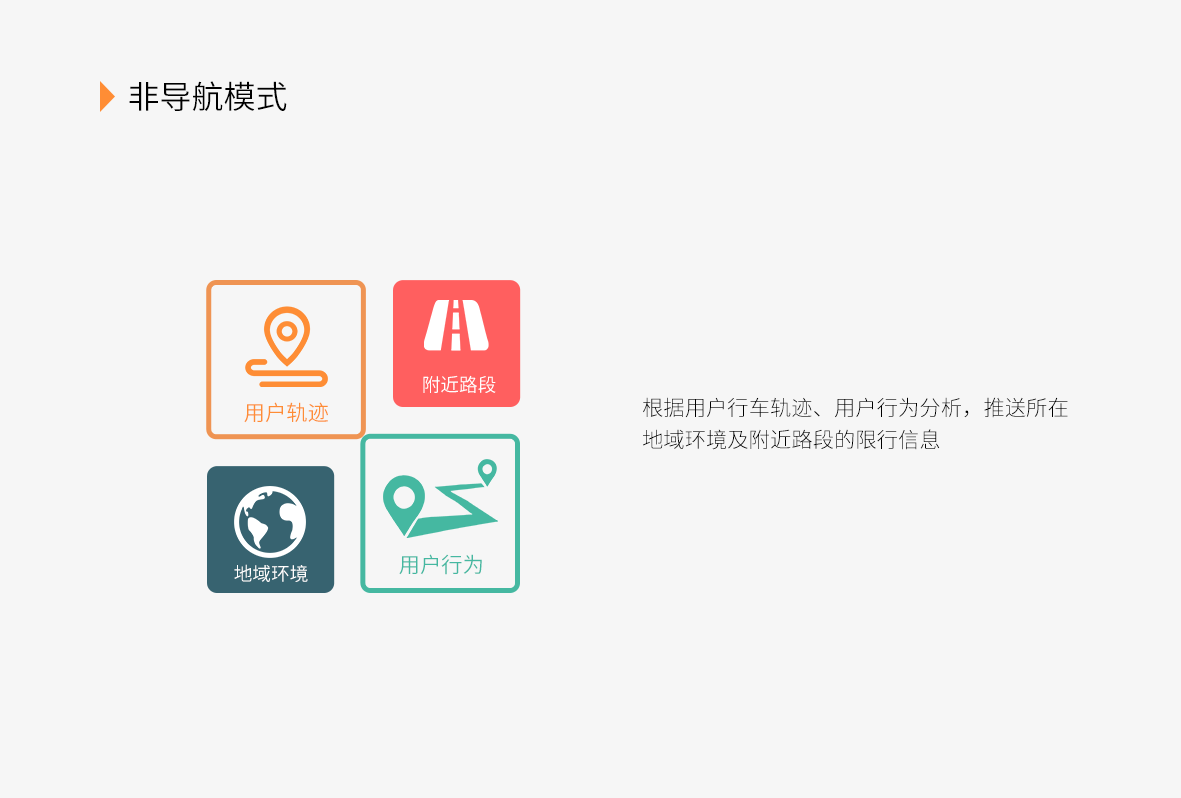 非导航模式
用户轨迹
附近路段
地域环境
用户行为
根据用户行车轨迹、用户行为分析，推送所在
地域环境及附近路段的限行信息